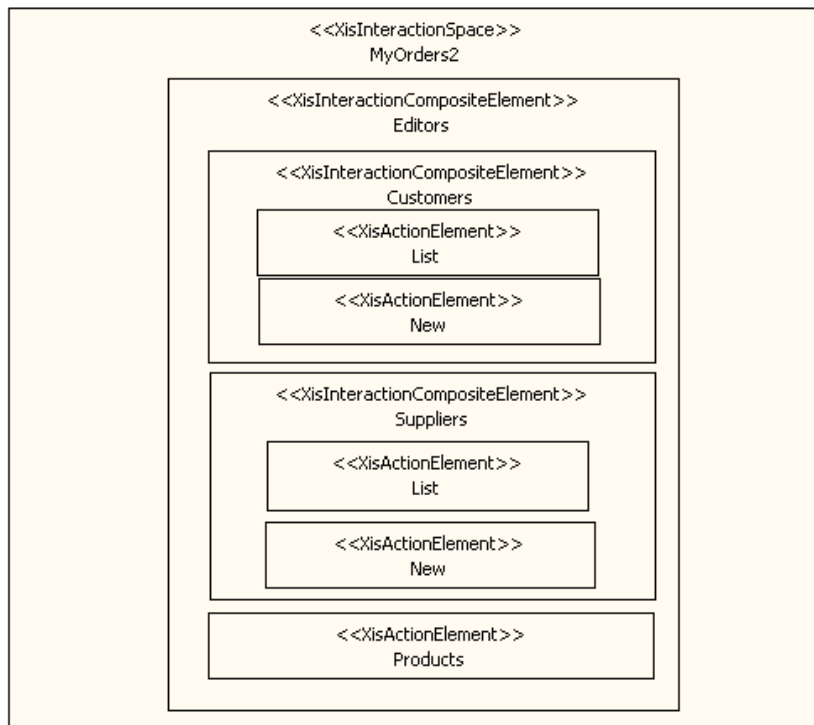 <<XisInteractionSpace>>
MyOrders2
<<XisInteractionCompositeElement>>
Editors
<<XisInteractionCompositeElement>>
Customers
<<XisActionElement>>
List
<<XisActionElement>>
New
<<XisInteractionCompositeElement>>
Suppliers
<<XisActionElement>>
List
<<XisActionElement>>
New
<<XisActionElement>>
Products